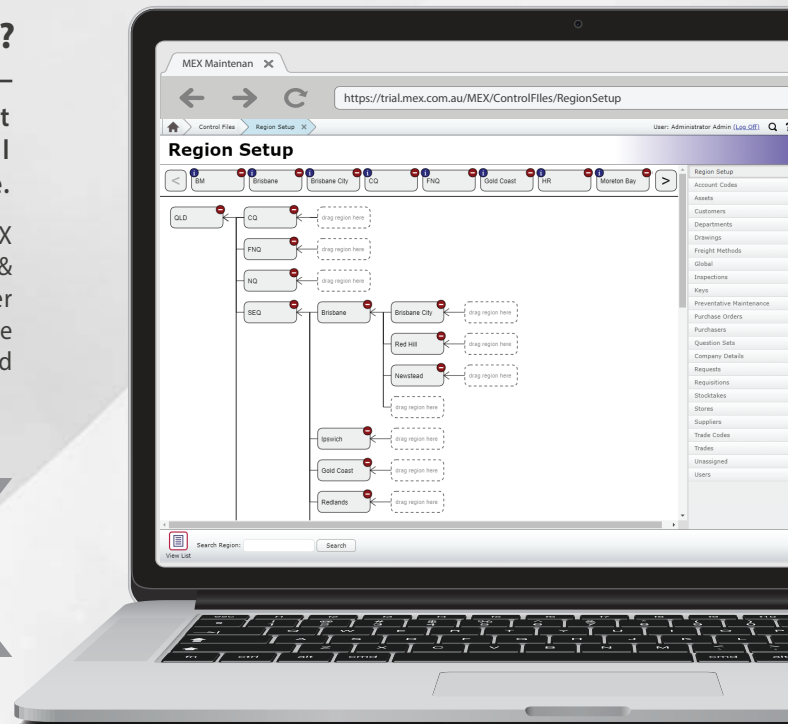 ?
t
l
e.
X
&
er
e
d
MEX Maintenan
https://trial.mex.com.au/MEX/ControlFIles/RegionSetup
Control Files
Region Setup X
User: Administrator Admin (Log Off)
Region Setup
<
BM
Brisbane
Brisbane City
CQ
FNQ
Gold Coast
HR
Moreton Bay
>
QLD
CQ
drag region here
FNQ
drag region here
NQ
drag region here
SEQ
Brisbane
Brisbane City
drag region here
Red Hill
drag region here
Newstead
drag region here
drag region here
Ipswich
drag region here
Gold Coast
drag region here
Redlands
drag region here
Region Setup
Account Codes
Assets
Customers
Departments
Drawings
Freight Methods
Global
Inspections
Keys
Preventative Maintenance
Purchase Orders
Purchasers
Question Sets
Company Details
Requests
Requisitions
Stocktakes
Stores
Suppliers
Trade Codes
Trades
Unassigned
Users
View List
Search Region:
Search
fn ctrl alt cmd
cmd